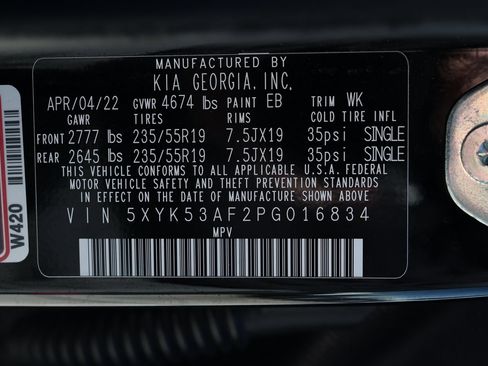 MANUFACTURED BY
KIA GEORGIA, INC.
APR/04/22 GVWR 4674 lbs PAINT EB TRIM WK
GAWR TIRES RIMS COLD TIRE INFL
FRONT 2777 lbs 235/55R19 7.5JX19 35psi SINGLE
REAR 2645 lbs 235/55R19 7.5JX19 35psi SINGLE
THIS VEHICLE CONFORMS TO ALL APPLICABLE U.S.A. FEDERAL
MOTOR VEHICLE SAFETY AND THEFT PREVENTION STANDARDS
IN EFFECT ON THE DATE OF MANUFACTURE SHOWN ABOVE
VIN 5XYK53AF2PG016834
MPV
W420